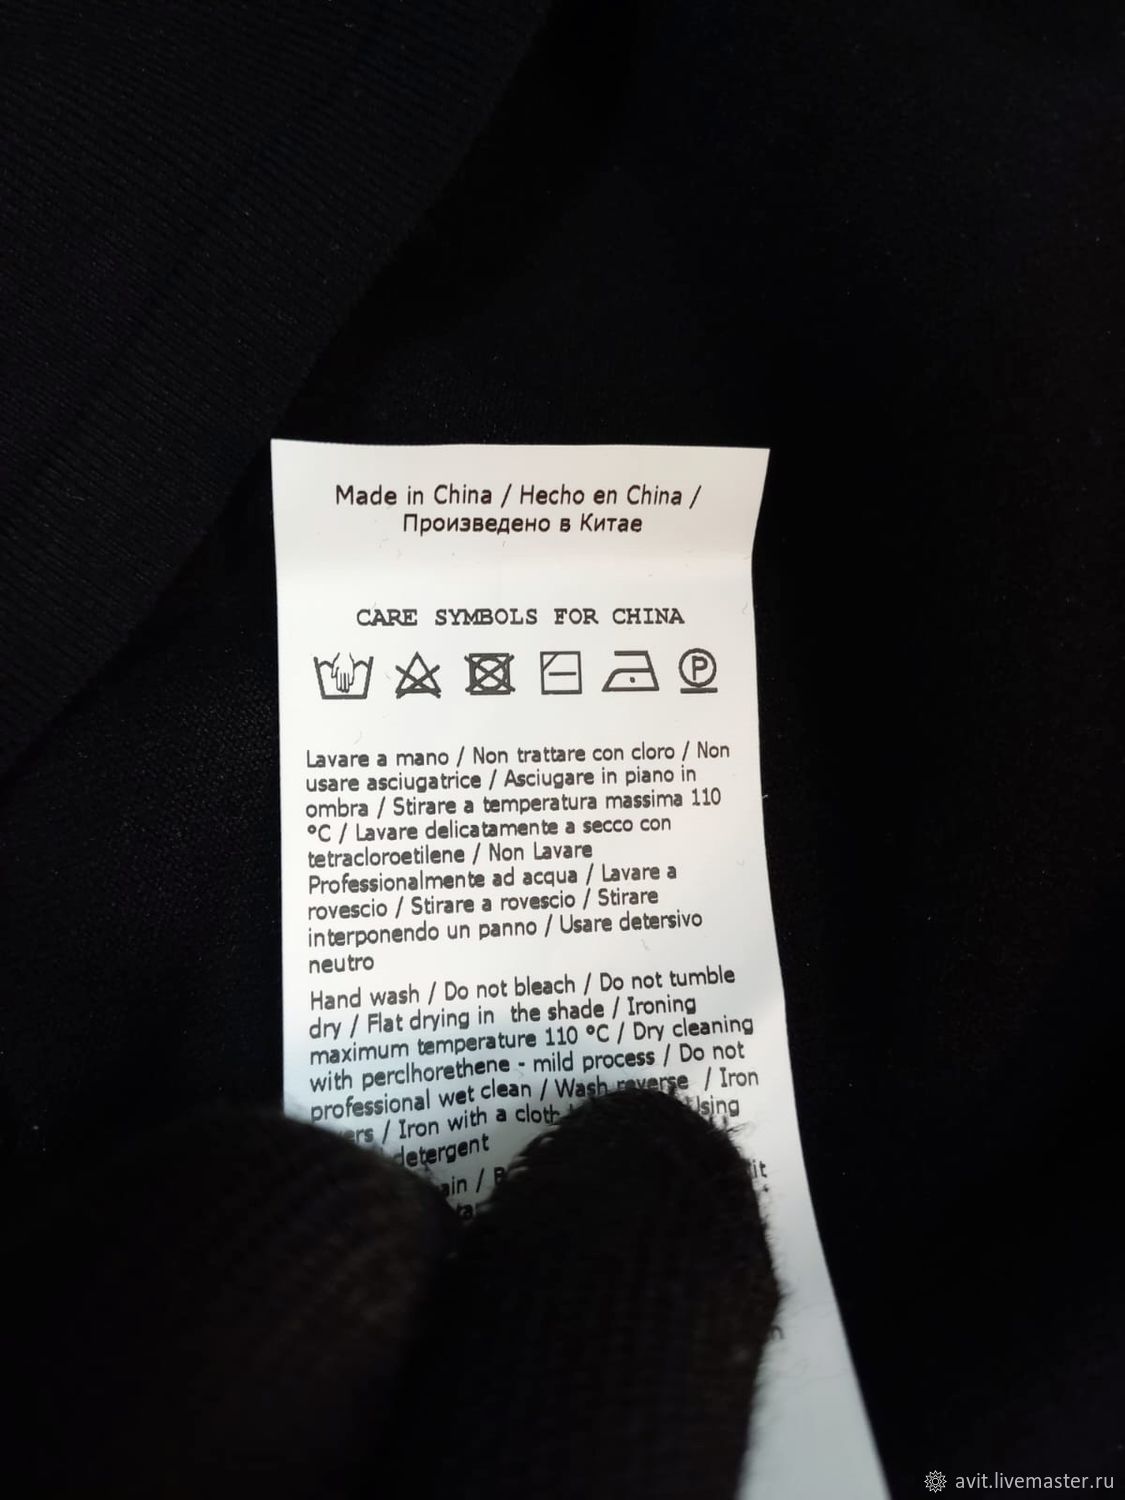 Made in China / Hecho en China /
Произведено в Китае
CARE SYMBOLS FOR CHINA
P
Lavare a mano / Non trattare con cloro / Non
usare asciugatrice / Asciugare in piano in
ombra / Stirare a temperatura massima 110
°C / Lavare delicatamente a secco con
tetracloroetilene / Non Lavare
Professionalmente ad acqua / Lavare a
rovescio / Stirare a rovescio / Stirare
interponendo un panno / Usare detersivo
neutro
Hand wash / Do not bleach / Do not tumble
dry / Flat drying in the shade / Ironing
maximum temperature 110 °C / Dry cleaning
with perclhorethene - mild process / Do not
professional wet clean / Wash reverse / Iron
/ Iron with a cloth
detergent
avit.livemaster.ru